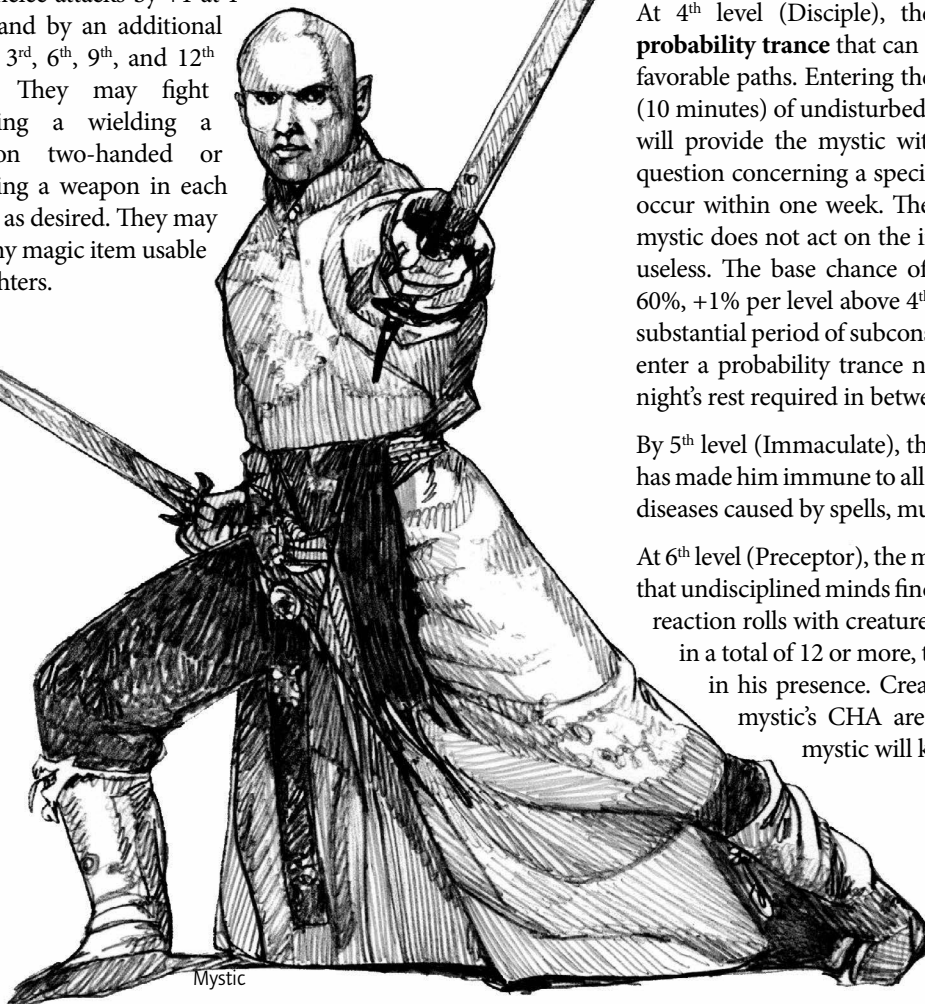 attacks by +1 at 1
and by an additional
3rd, 6th, 9th, and 12th
They may fight
ing a wielding a
on two-handed or
ing a weapon in each
as desired. They may
ny magic item usable
hters.
At 4th level (Disciple), the
probability trance that can
favorable paths. Entering the
(10 minutes) of undisturbed
will provide the mystic wit
question concerning a speci
occur within one week. The
mystic does not act on the i
useless. The base chance of
60%, +1% per level above 4th
substantial period of subcons
enter a probability trance n
night's rest required in betwe
By 5th level (Immaculate), th
has made him immune to all
diseases caused by spells, mu
At 6th level (Preceptor), the m
that undisciplined minds find
reaction rolls with creature
in a total of 12 or more, t
in his presence. Crea
mystic's CHA are
mystic will k
Mystic